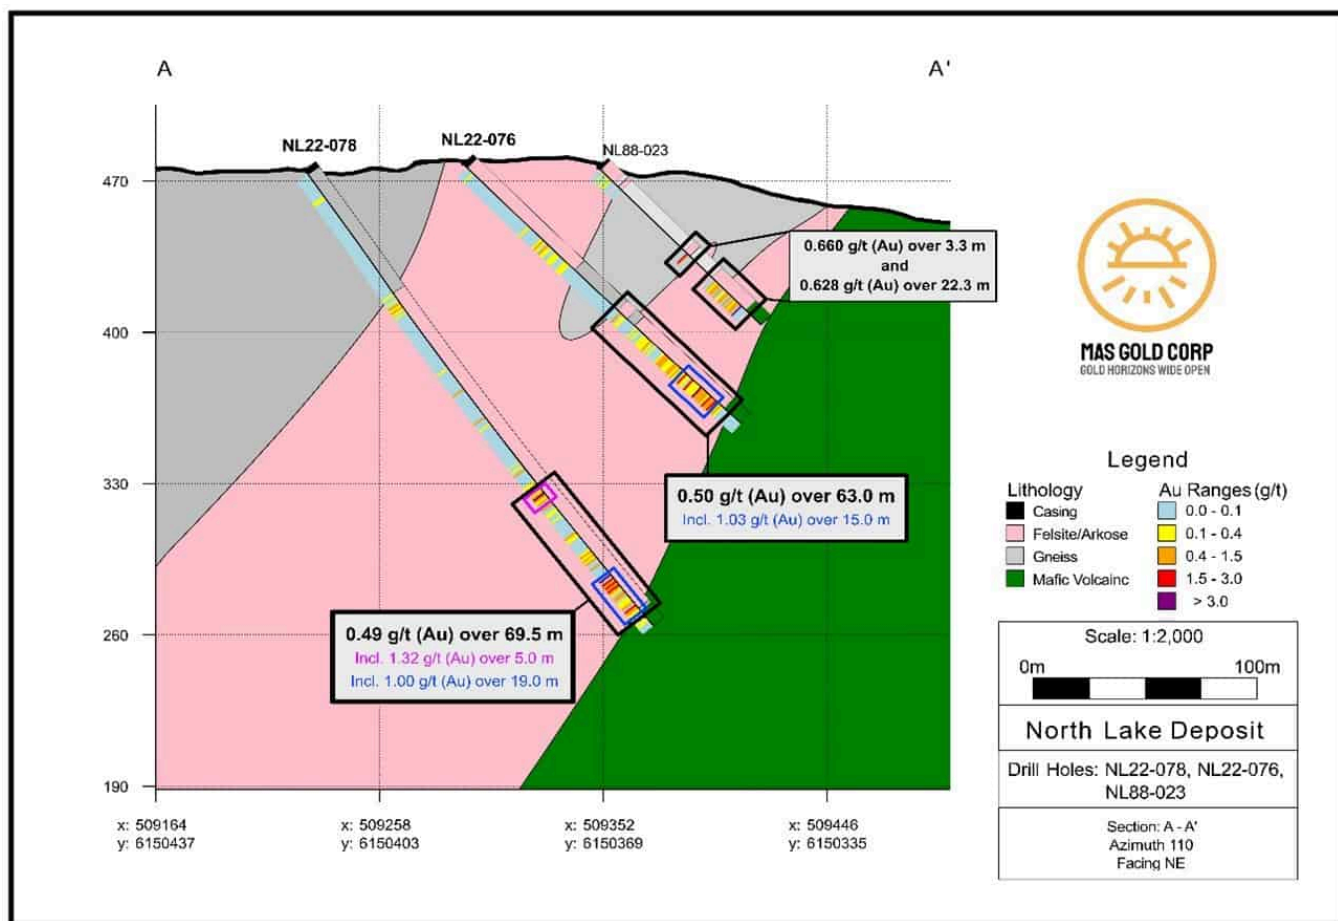 A
A'
NL22-078
NL22-076
NL88-023
470
400
330
260
190
0.660 g/t (Au) over 3.3 m
and
0.628 g/t (Au) over 22.3 m
0.50 g/t (Au) over 63.0 m
Incl. 1.03 g/t (Au) over 15.0 m
0.49 g/t (Au) over 69.5 m
Incl. 1.32 g/t (Au) over 5.0 m
Incl. 1.00 g/t (Au) over 19.0 m
x: 509164
y: 6150437
x: 509258
y: 6150403
x: 509352
y: 6150369
x: 509446
y: 6150335
MAS GOLD CORP
GOLD HORIZONS WIDE OPEN
Legend
Lithology
Casing
Felsite/Arkose
Gneiss
Mafic Volcainc
Au Ranges (g/t)
0.0 - 0.1
0.1 - 0.4
0.4 - 1.5
1.5 - 3.0
> 3.0
Scale: 1:2,000
0m
100m
North Lake Deposit
Drill Holes: NL22-078, NL22-076,
NL88-023
Section: A - A'
Azimuth 110
Facing NE